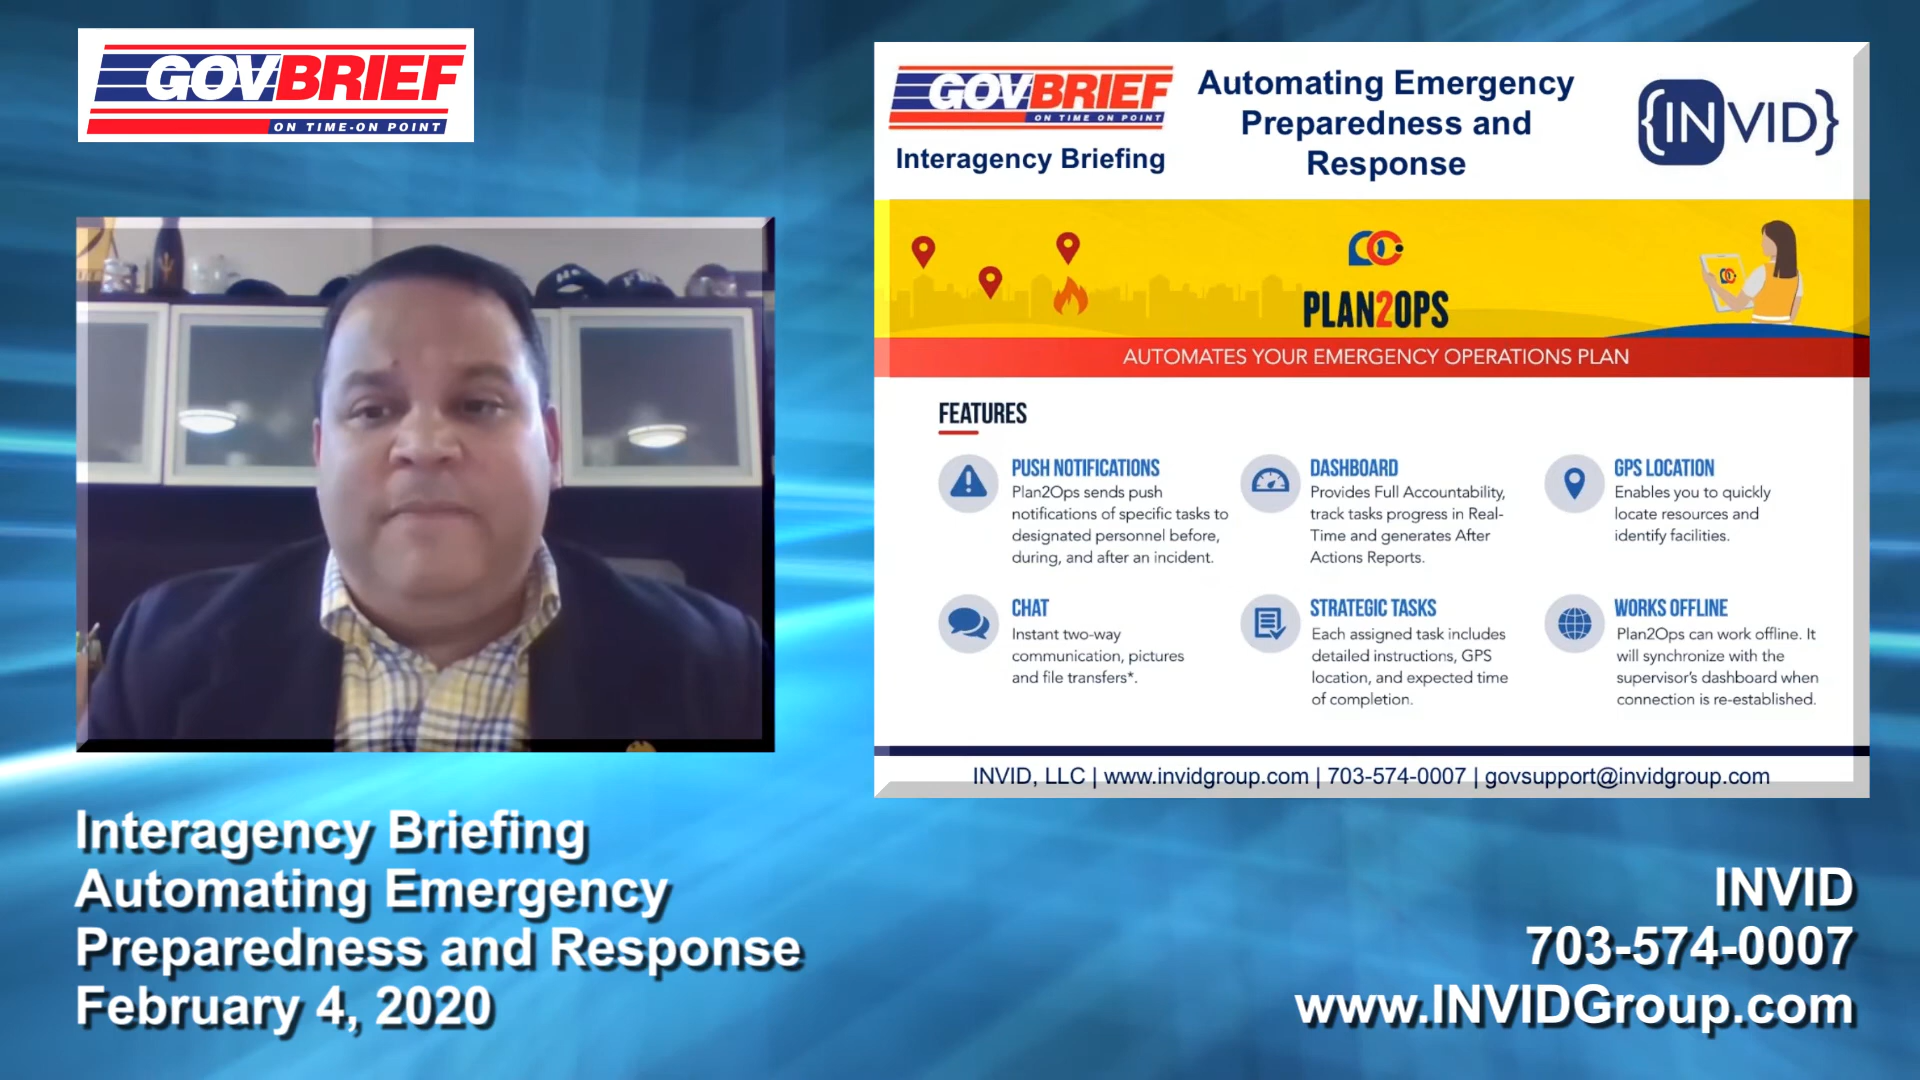 GOVBRIEF
ON TIME-ON POINT
GOVBRIEF
ON TIME ON POINT
Interagency Briefing
Automating Emergency
Preparedness and
Response
{INVID}
PLAN2OPS
AUTOMATES YOUR EMERGENCY OPERATIONS PLAN
FEATURES
PUSH NOTIFICATIONS
Plan2Ops sends push
notifications of specific tasks to
designated personnel before,
during, and after an incident.
DASHBOARD
Provides Full Accountability,
track tasks progress in Real-
Time and generates After
Actions Reports.
GPS LOCATION
Enables you to quickly
locate resources and
identify facilities.
CHAT
Instant two-way
communication, pictures
and file transfers*.
STRATEGIC TASKS
Each assigned task includes
detailed instructions, GPS
location, and expected time
of completion.
WORKS OFFLINE
Plan2Ops can work offline. It
will synchronize with the
supervisor's dashboard when
connection is re-established.
INVID, LLC | www.invidgroup.com | 703-574-0007 | govsupport@invidgroup.com
Interagency Briefing
Automating Emergency
Preparedness and Response
February 4, 2020
INVID
703-574-0007
www.INVIDGroup.com